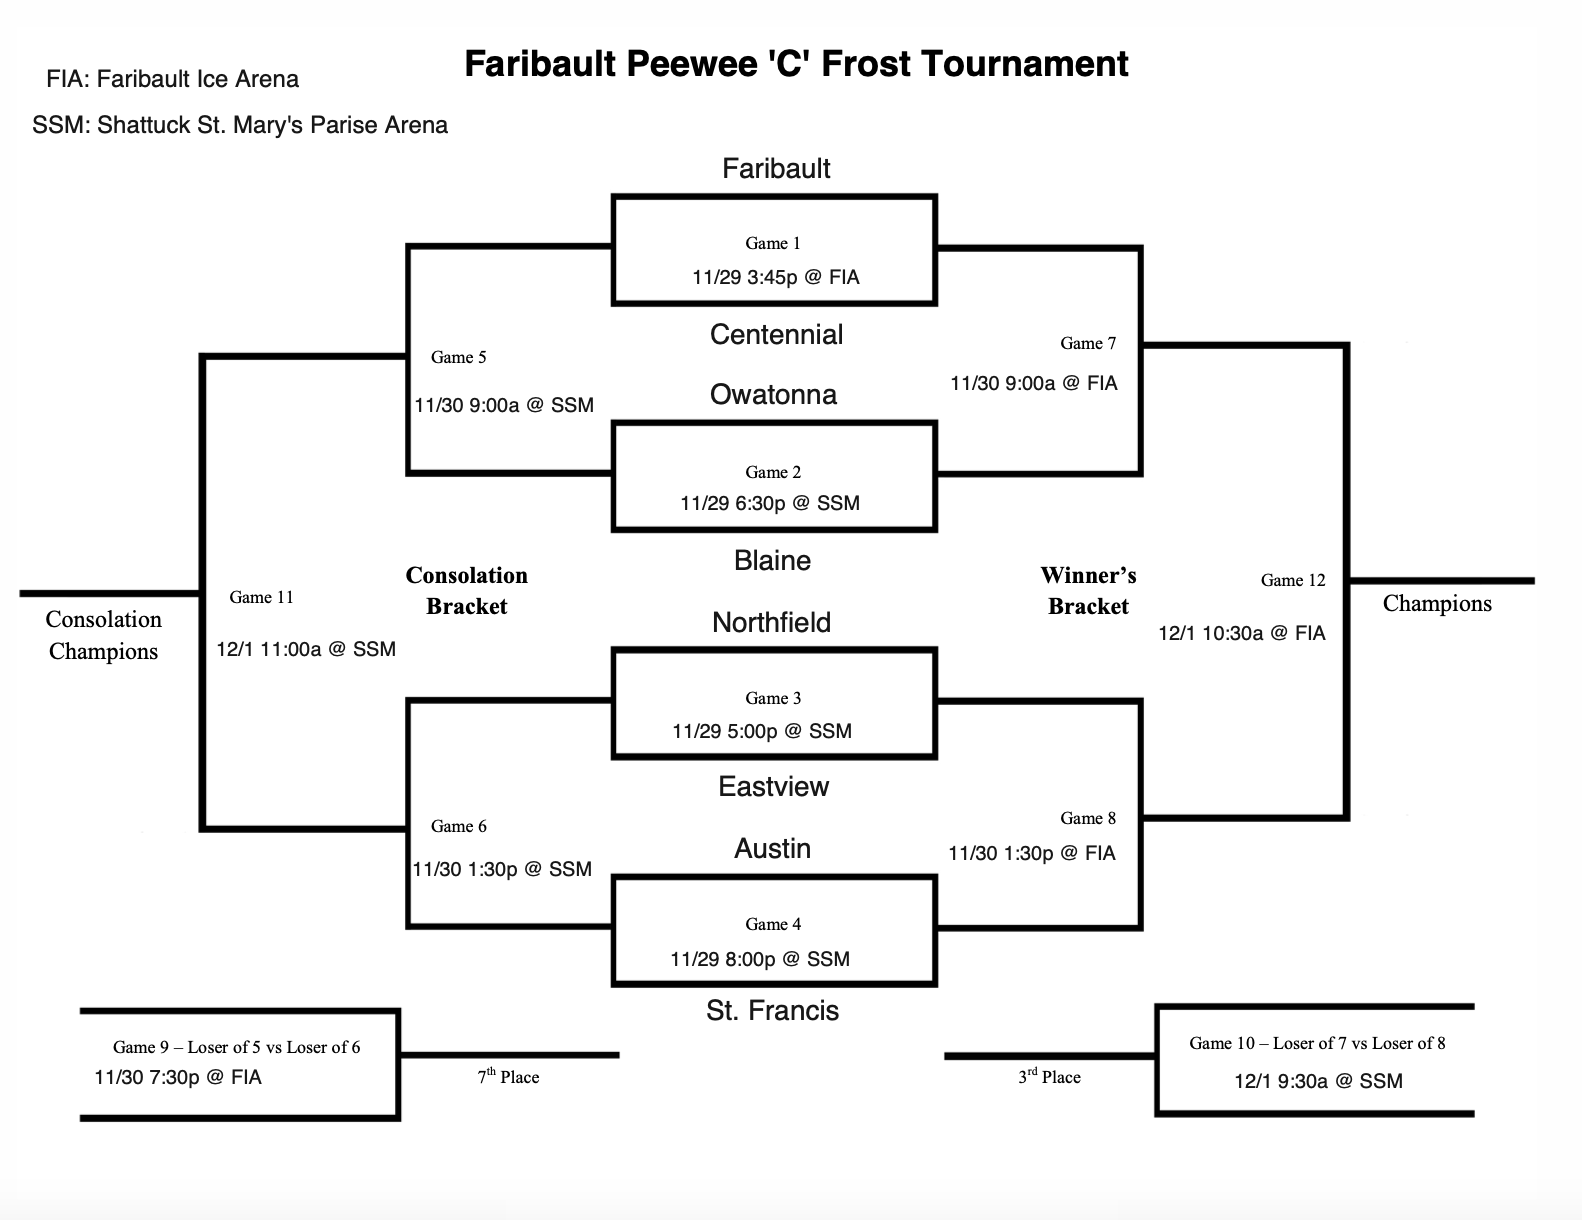 Faribault Peewee 'C' Frost Tournament
FIA: Faribault Ice Arena
SSM: Shattuck St. Mary's Parise Arena
Faribault
Game 1
11/29 3:45p @ FIA
Centennial
Game 5
11/30 9:00a @ SSM
Game 7
11/30 9:00a @ FIA
Owatonna
Game 2
11/29 6:30p @ SSM
Blaine
Consolation
Bracket
Winner’s
Bracket
Game 11
12/1 11:00a @ SSM
Consolation
Champions
Game 12
12/1 10:30a @ FIA
Champions
Northfield
Game 3
11/29 5:00p @ SSM
Eastview
Game 6
11/30 1:30p @ SSM
Game 8
11/30 1:30p @ FIA
Austin
Game 4
11/29 8:00p @ SSM
St. Francis
Game 9 – Loser of 5 vs Loser of 6
11/30 7:30p @ FIA
7th Place
3rd Place
Game 10 – Loser of 7 vs Loser of 8
12/1 9:30a @ SSM